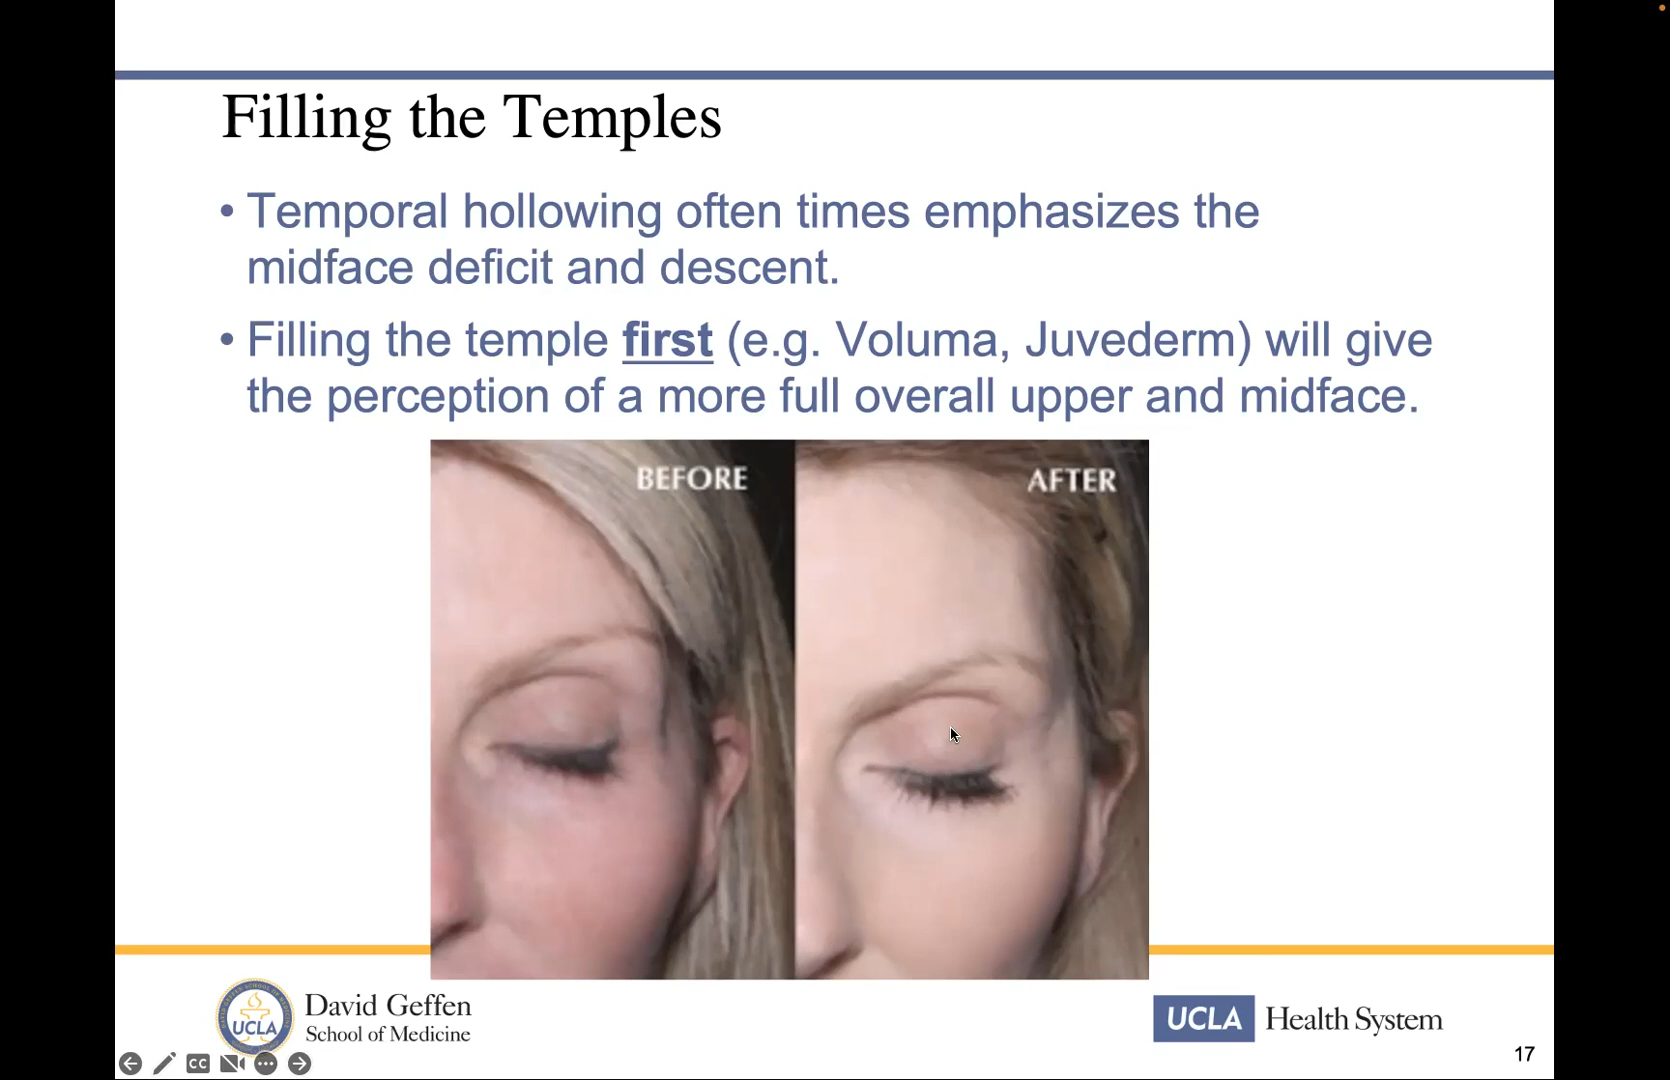 Filling the Temples
• Temporal hollowing often times emphasizes the
midface deficit and descent.
• Filling the temple first (e.g. Voluma, Juvederm) will give
the perception of a more full overall upper and midface.
BEFORE
AFTER
UCLA
David Geffen
School of Medicine
UCLA Health System
CC
17